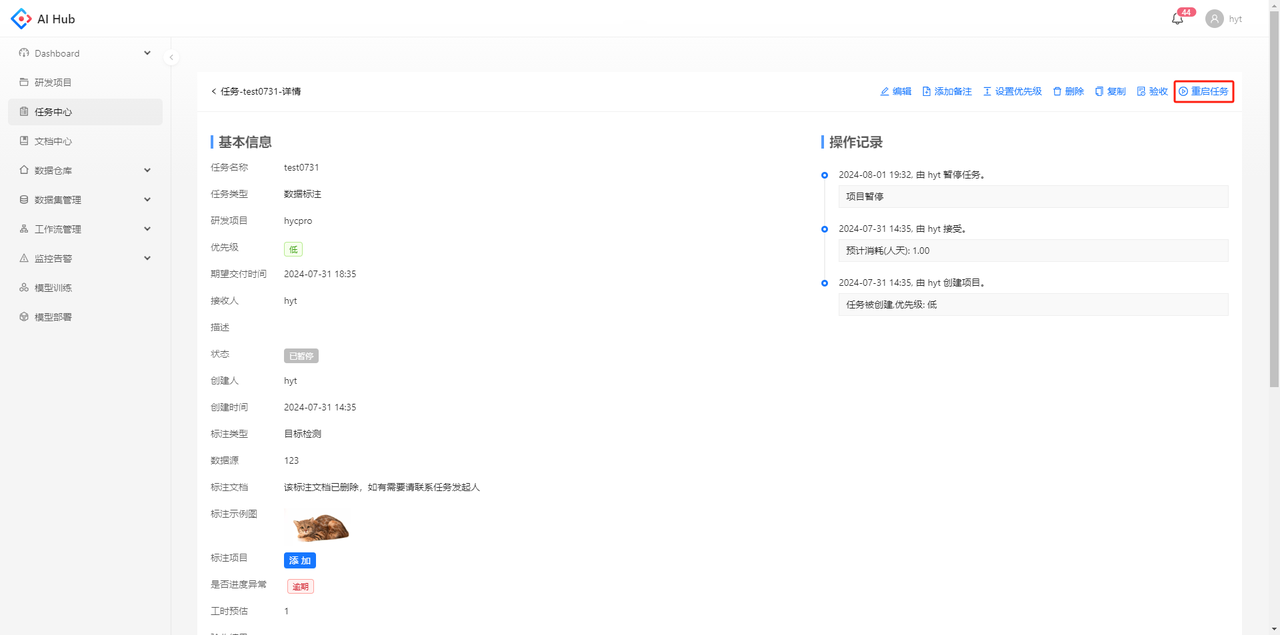 AI Hub
44
hyt
Dashboard
研发项目
任务中心
文档中心
数据仓库
数据集管理
工作流管理
监控告警
模型训练
模型部署
任务-test0731-详情
编辑 添加备注 设置优先级 删除 复制 验收 重启任务
基本信息
任务名称 test0731
任务类型 数据标注
研发项目 hycpro
优先级 低
期望交付时间 2024-07-31 18:35
接收人 hyt
描述
状态 已暂停
创建人 hyt
创建时间 2024-07-31 14:35
标注类型 目标检测
数据源 123
标注文档 该标注文档已删除，如有需要请联系任务发起人
标注示例图
标注项目 添加
是否进度异常 逾期
工时预估 1
操作记录
2024-08-01 19:32, 由 hyt 暂停任务。
项目暂停
2024-07-31 14:35, 由 hyt 接受。
预计消耗(人天): 1.00
2024-07-31 14:35, 由 hyt 创建项目。
任务被创建,优先级: 低